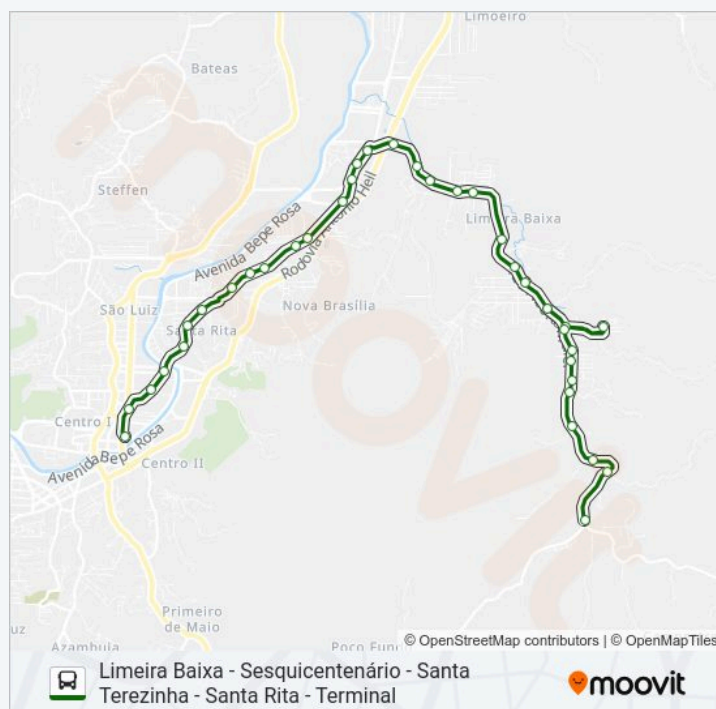 Limoeiro
Bateas
Steffen
Avenida Bepe Rosa
Rodovia Antônio Heil
Limeira Baixa
São Luiz
Nova Brasília
Santa Rita
Centro I
Avenida Bepe Rosa
Centro II
Primeiro
de Maio
Azambuja
© OpenStreetMap contributors | © OpenMapTiles
Limeira Baixa - Sesquicentenário - Santa
Terezinha - Santa Rita - Terminal
moovit
moovit